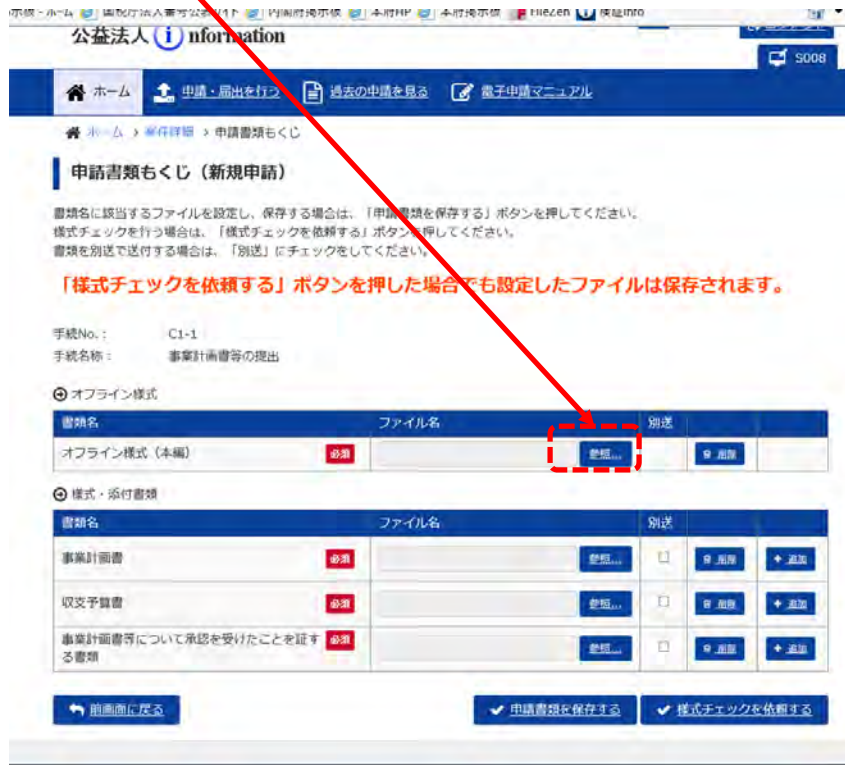 公益法人 information
S008
ホーム 申請・届出を行う 過去の申請を見る 電子申請マニュアル
ホーム > 案件詳細 > 申請書類もくじ
申請書類もくじ（新規申請）
書類名に該当するファイルを設定し、保存する場合は、「申請書類を保存する」ボタンを押してください。
様式チェックを行う場合は、「様式チェックを依頼する」ボタンを押してください。
書類を別送で送付する場合は、「別送」にチェックをしてください。
「様式チェックを依頼する」ボタンを押した場合でも設定したファイルは保存されます。
手続No.： C1-1
手続名称： 事業計画書等の提出
オフライン様式
書類名 ファイル名 別送
オフライン様式（本編） 必須 参照... 削除
様式・添付書類
書類名 ファイル名 別送
事業計画書 必須 参照... 削除 追加
収支予算書 必須 参照... 削除 追加
事業計画書等について承認を受けたことを証す 必須 参照... 削除 追加
る書類
前画面に戻る 申請書類を保存する 様式チェックを依頼する